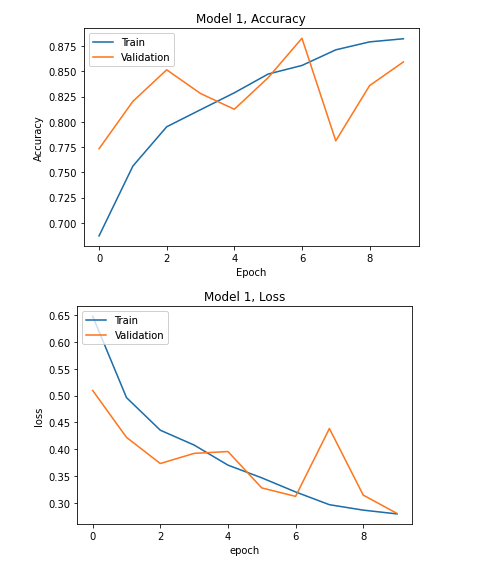 Model 1, Accuracy
Train
Validation
0.875
0.850
0.825
0.800
0.775
0.750
0.725
0.700
Accuracy
0 2 4 6 8
Epoch
Model 1, Loss
Train
Validation
0.65
0.60
0.55
0.50
0.45
0.40
0.35
0.30
loss
0 2 4 6 8
epoch